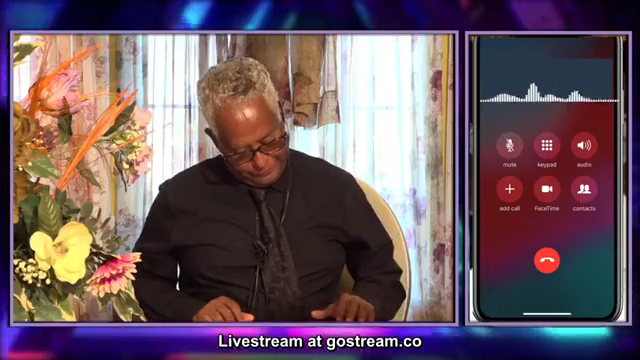 mute keypad audio
add call FaceTime contacts
Livestream at gostream.co